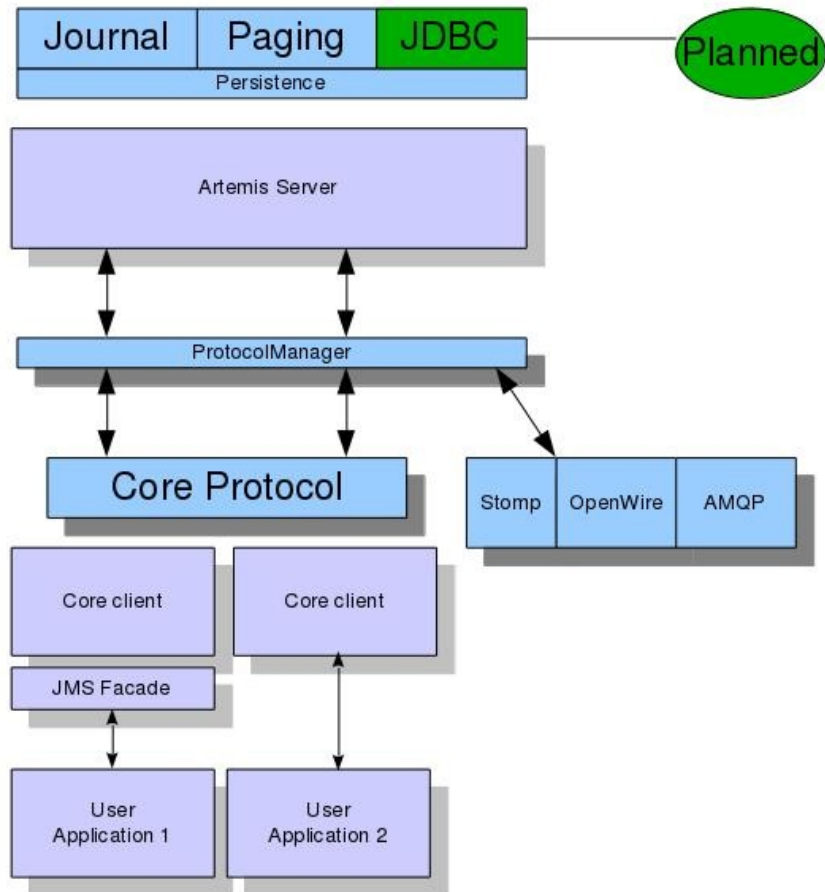 Journal
Paging
JDBC
Planned
Persistence
Artemis Server
ProtocolManager
Core Protocol
Stomp
OpenWire
AMQP
Core client
Core client
JMS Facade
User
Application 1
User
Application 2